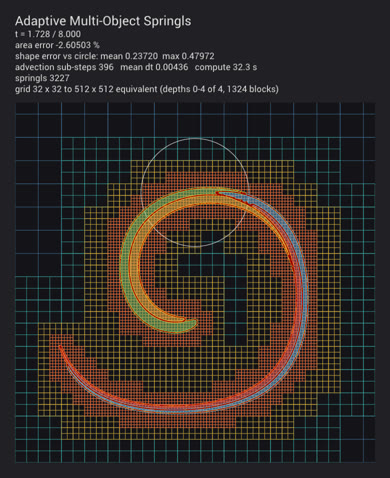 Adaptive Multi-Object Springls
t = 1.728 / 8.000
area error -2.60503 %
shape error vs circle: mean 0.23720 max 0.47972
advection sub-steps 396 mean dt 0.00436 compute 32.3 s
springls 3227
grid 32 x 32 to 512 x 512 equivalent (depths 0-4 of 4, 1324 blocks)